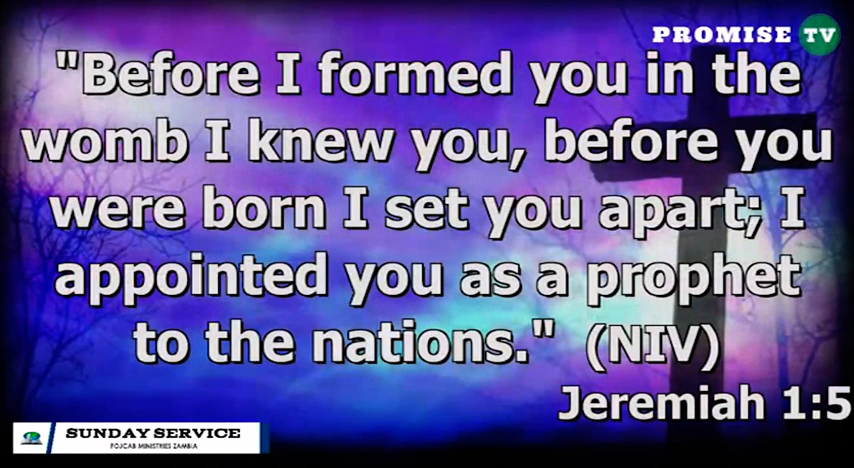 PROMISE TV
"Before I formed you in the
womb I knew you, before you
were born I set you apart; I
appointed you as a prophet
to the nations." (NIV)
Jeremiah 1:5
SUNDAY SERVICE
FOJCAB MINISTRIES ZAMBIA